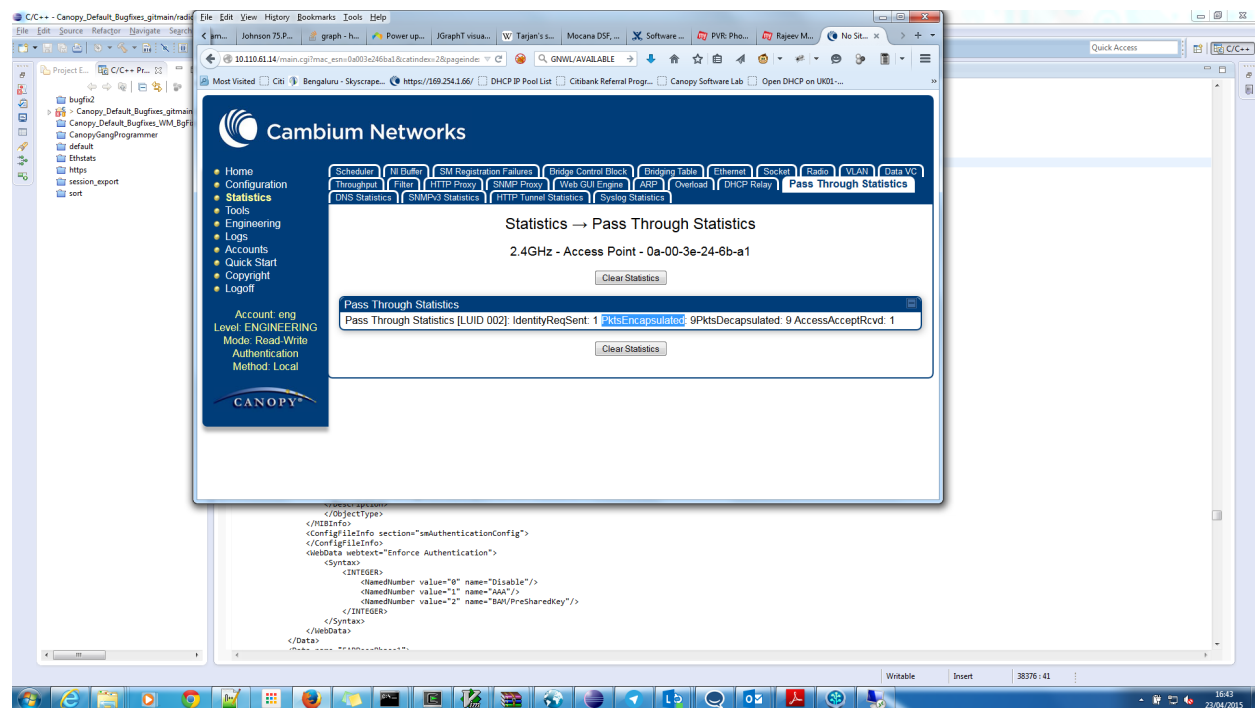 C/C++ - Canopy_Default_Bugfixes_gitmain/radio
File Edit Source Refactor Navigate Search
Quick Access
C/C++
Project E...
C/C++ Pr...
bugfix2
> Canopy_Default_Bugfixes_gitmain
Canopy_Default_Bugfixes_WM_BgFi
CanopyGangProgrammer
default
Ethstats
https
session_export
sort
File Edit View History Bookmarks Tools Help
Johnson 75.P...
graph - h...
Power up...
JGraphT visua...
Tarjan's s...
Mocana DSF, ...
Software ...
PVR: Pho...
Rajeev M...
No Sit...
10.110.61.14/main.cgi?mac_esn=0a003e246ba1&catindex=2&pageindex
GNWL/AVAILABLE
Most Visited
Citi
Bengaluru - Skyscrape...
https://169.254.1.66/
DHCP IP Pool List
Citibank Referral Progr...
Canopy Software Lab
Open DHCP on UK01-...
Cambium Networks
Home
Configuration
Statistics
Tools
Engineering
Logs
Accounts
Quick Start
Copyright
Logoff
Account: eng
Level: ENGINEERING
Mode: Read-Write
Authentication
Method: Local
CANOPY
Scheduler NI Buffer SM Registration Failures Bridge Control Block Bridging Table Ethernet Socket Radio VLAN Data VC
Throughput Filter HTTP Proxy SNMP Proxy Web GUI Engine ARP Overload DHCP Relay Pass Through Statistics
DNS Statistics SNMPv3 Statistics HTTP Tunnel Statistics Syslog Statistics
Statistics → Pass Through Statistics
2.4GHz - Access Point - 0a-00-3e-24-6b-a1
Clear Statistics
Pass Through Statistics
Pass Through Statistics [LUID 002]: IdentityReqSent: 1 PktsEncapsulated: 9PktsDecapsulated: 9 AccessAcceptRcvd: 1
Clear Statistics
</Description>
</ObjectType>
</MIBInfo>
<ConfigFileInfo section="smAuthenticationConfig">
</ConfigFileInfo>
<WebData webtext="Enforce Authentication">
<Syntax>
<INTEGER>
<NamedNumber value="0" name="Disable"/>
<NamedNumber value="1" name="AAA"/>
<NamedNumber value="2" name="BAM/PreSharedKey"/>
</INTEGER>
</Syntax>
</WebData>
</Data>
Writable
Insert
38376 : 41
16:43
23/04/2015